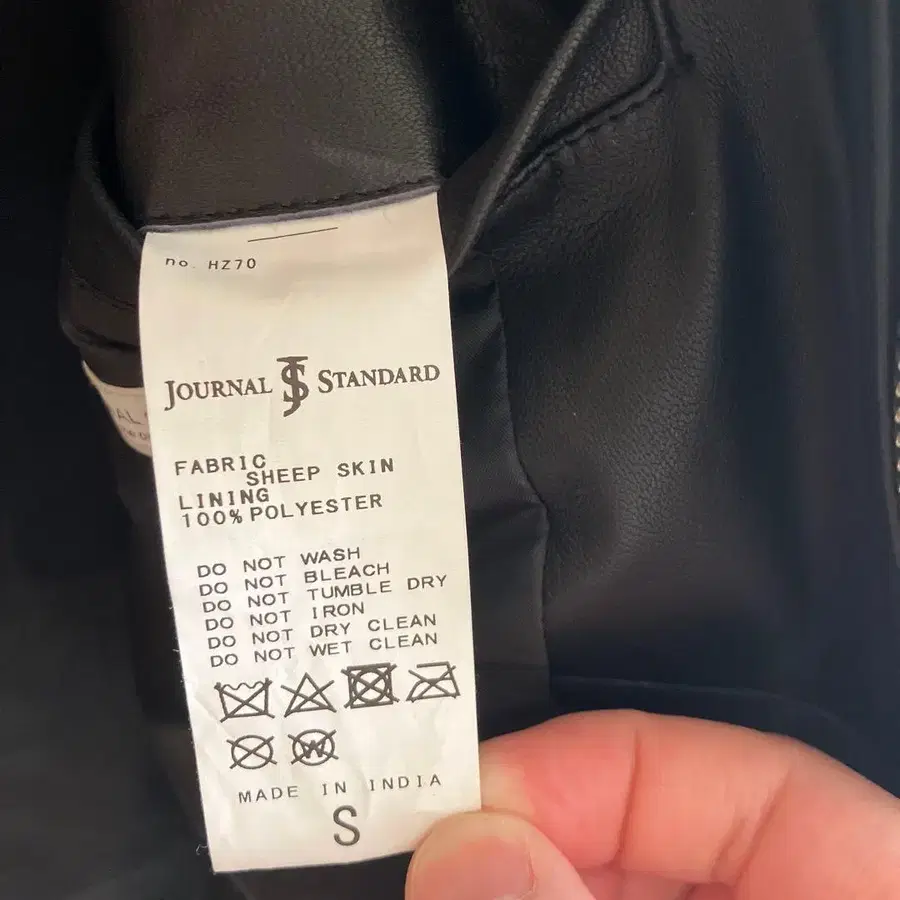 no. HZ70
JOURNAL JS STANDARD
FABRIC
SHEEP SKIN
LINING
100% POLYESTER
DO NOT WASH
DO NOT BLEACH
DO NOT TUMBLE DRY
DO NOT IRON
DO NOT DRY CLEAN
DO NOT WET CLEAN
W
MADE IN INDIA
S